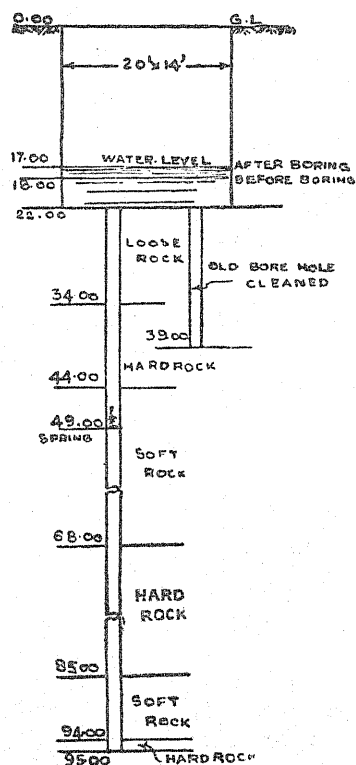 0.00 G.L
20'x 14'
17.00 WATER LEVEL AFTER BORING
18.00 BEFORE BORING
22.00
LOOSE
ROCK
OLD BORE HOLE
CLEANED
34.00
39.00
HARD ROCK
44.00
49.00
SPRING
SOFT
ROCK
68.00
HARD
ROCK
85.00
SOFT
ROCK
94.00
95.00 HARD ROCK